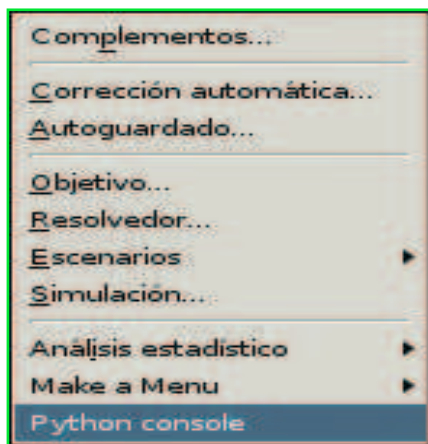 Complementos...
Corrección automática...
Autoguardado...
Objetivo...
Resolvedor...
Escenarios
Simulación...
Análisis estadístico
Make a Menu
Python console